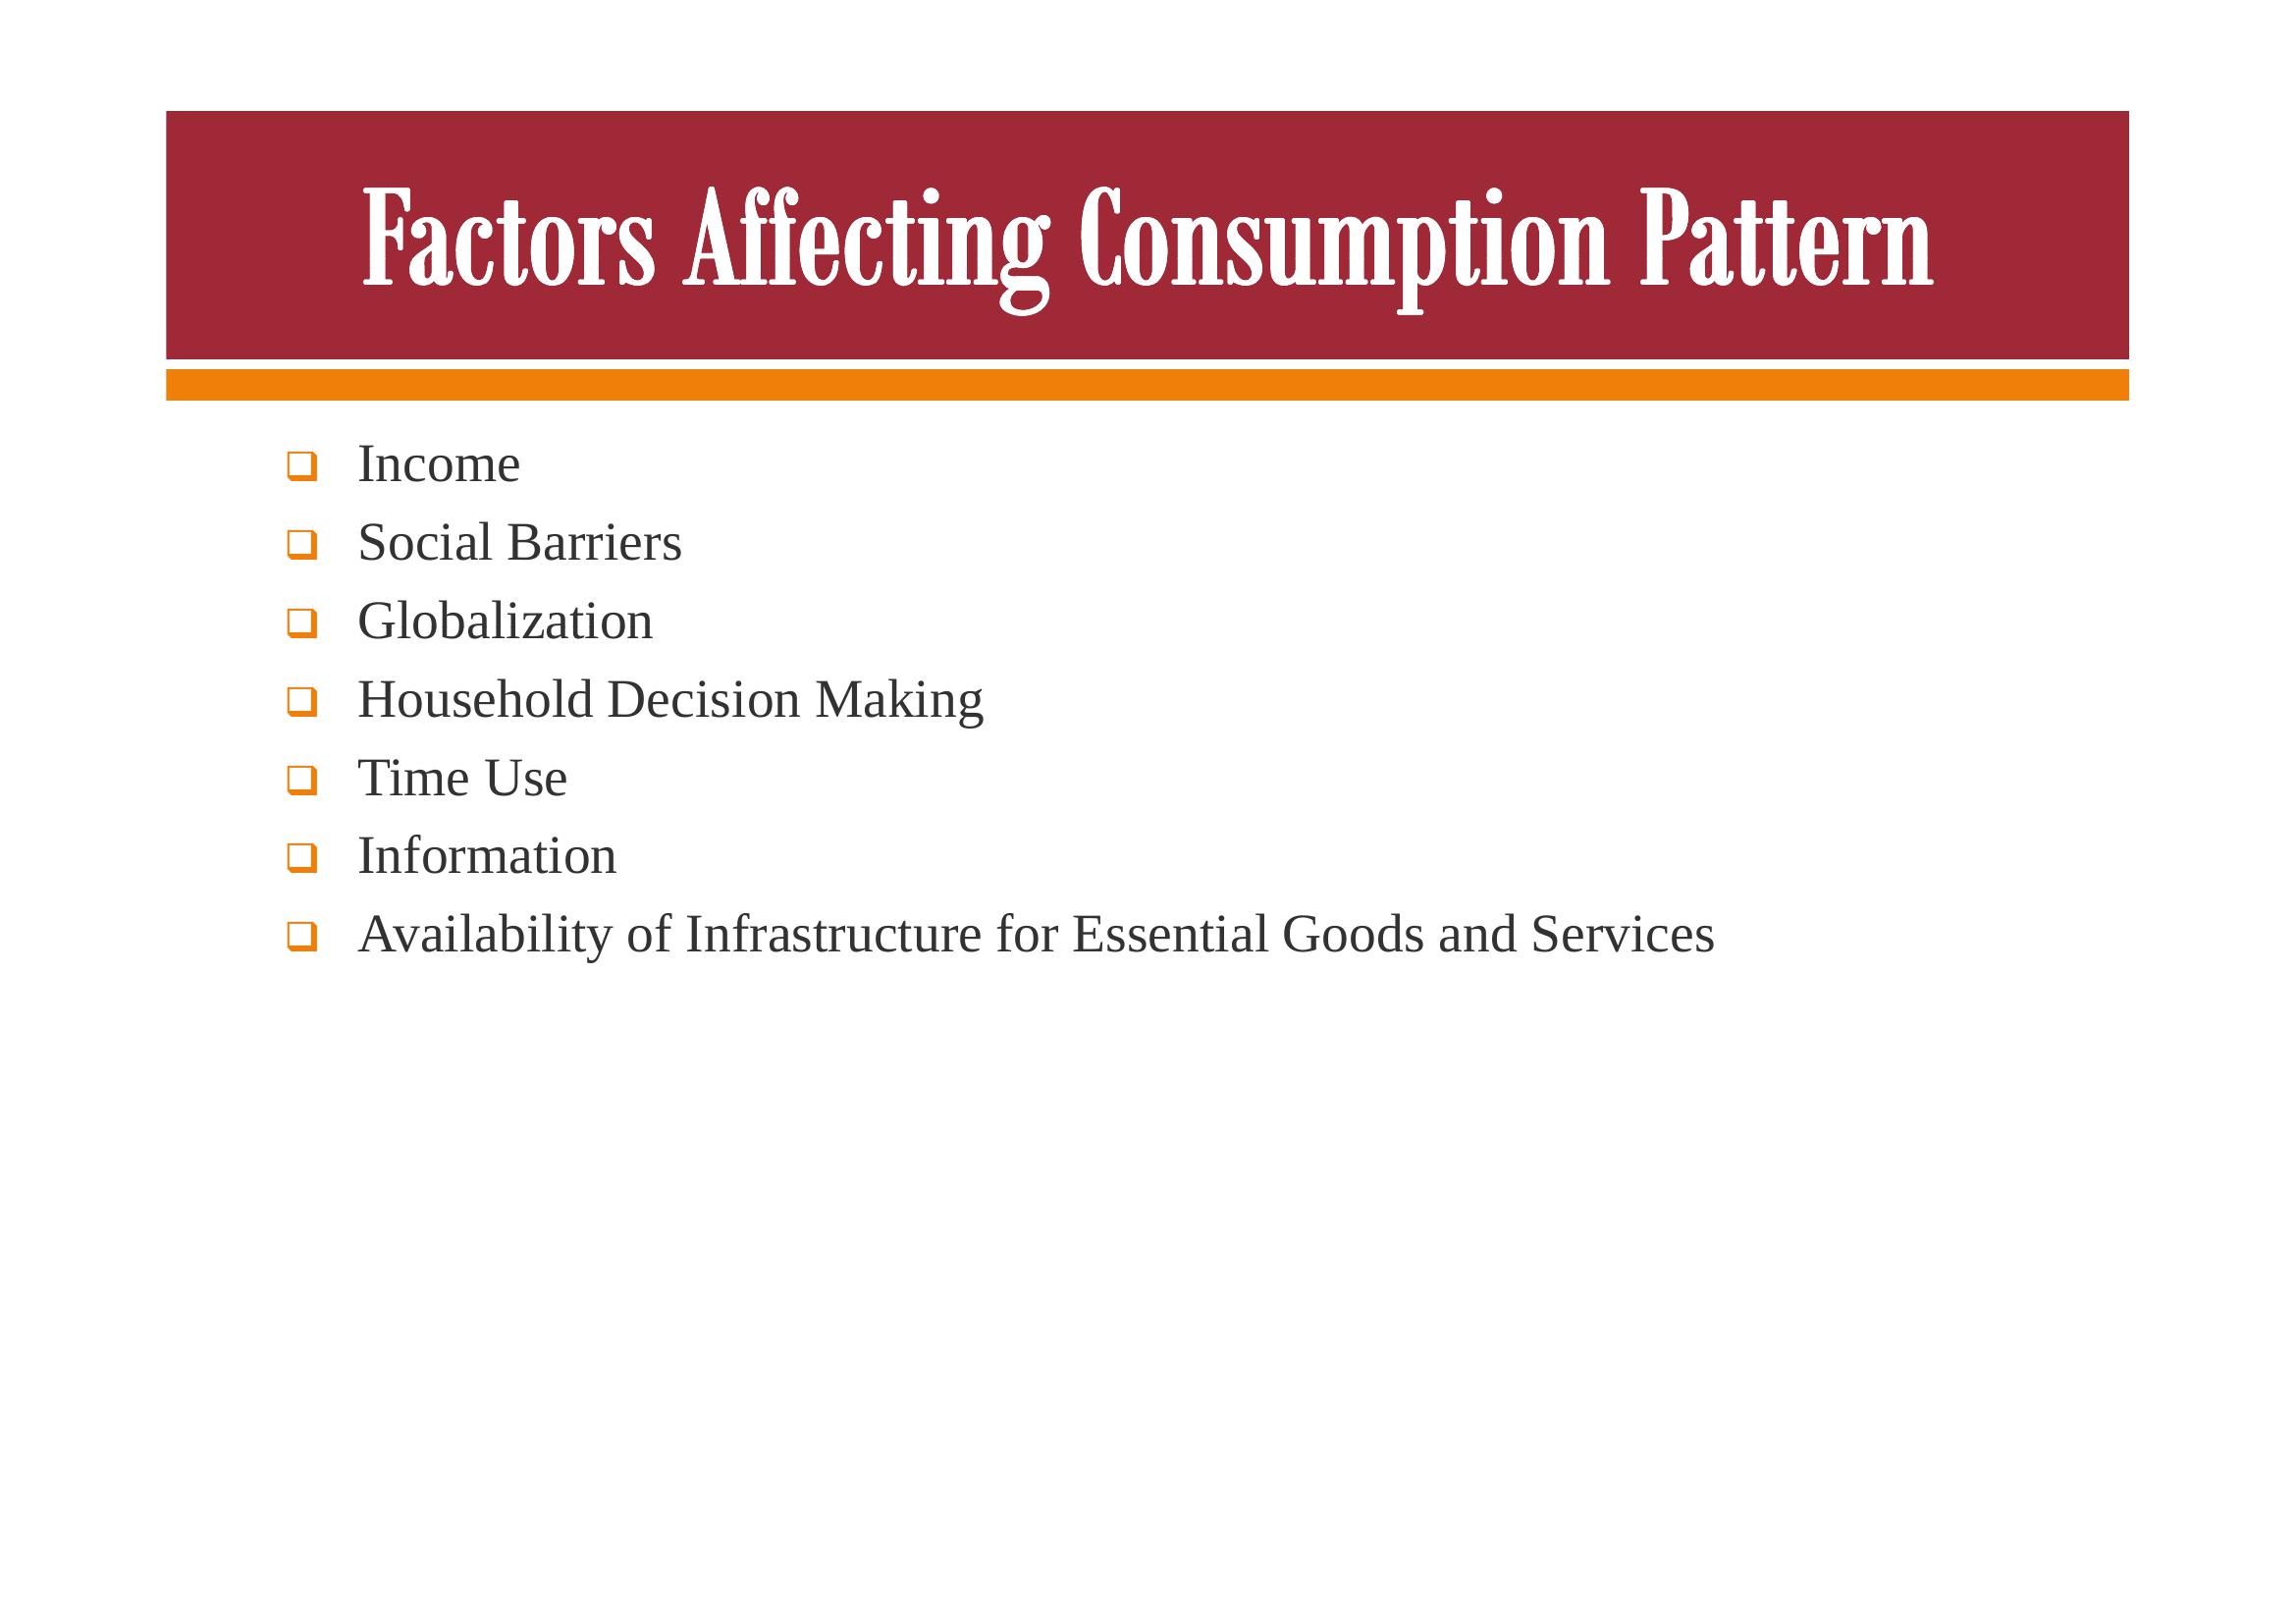 Factors Affecting Consumption Pattern
Income
Social Barriers
Globalization
Household Decision Making
Time Use
Information
Availability of Infrastructure for Essential Goods and Services